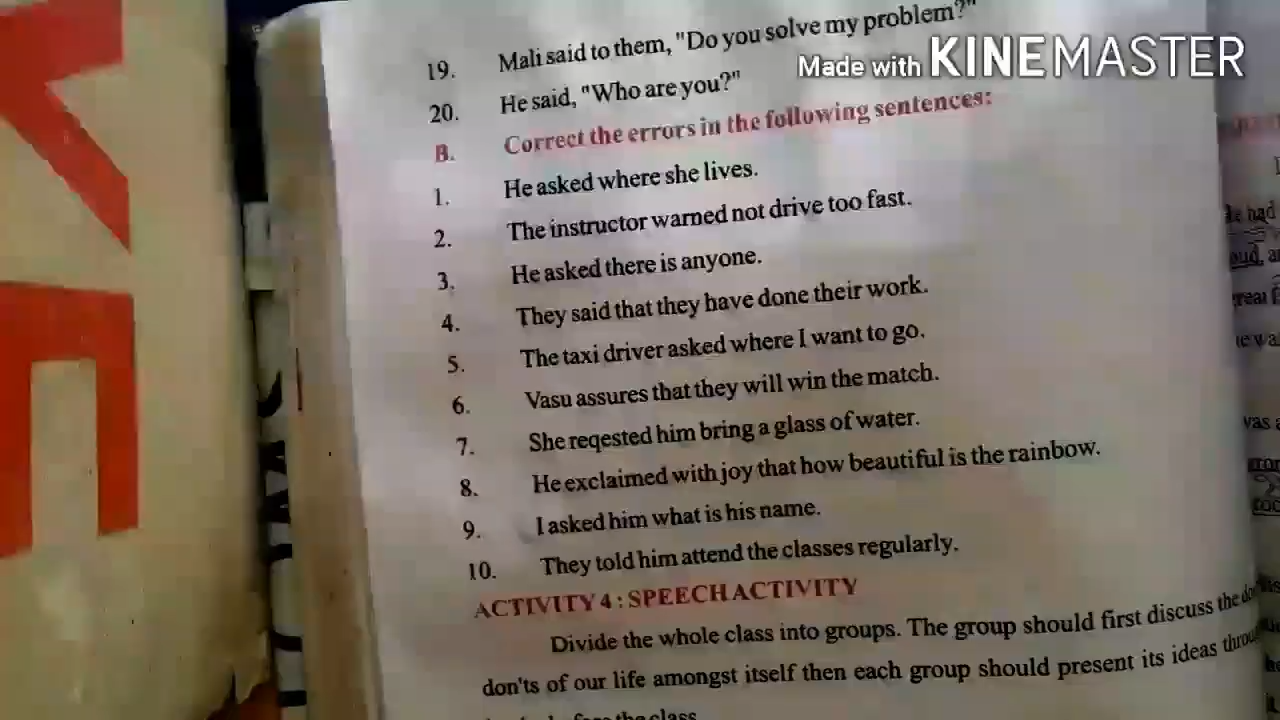 19. Mali said to them, "Do you solve my problem?"
Made with KINEMASTER
20. He said, "Who are you?"
B. Correct the errors in the following sentences:
1. He asked where she lives.
2. The instructor warned not drive too fast.
3. He asked there is anyone.
4. They said that they have done their work.
5. The taxi driver asked where I want to go.
6. Vasu assures that they will win the match.
7. She reqested him bring a glass of water.
8. He exclaimed with joy that how beautiful is the rainbow.
9. I asked him what is his name.
10. They told him attend the classes regularly.
ACTIVITY 4 : SPEECH ACTIVITY
Divide the whole class into groups. The group should first discuss the
don'ts of our life amongst itself then each group should present its ideas
the class